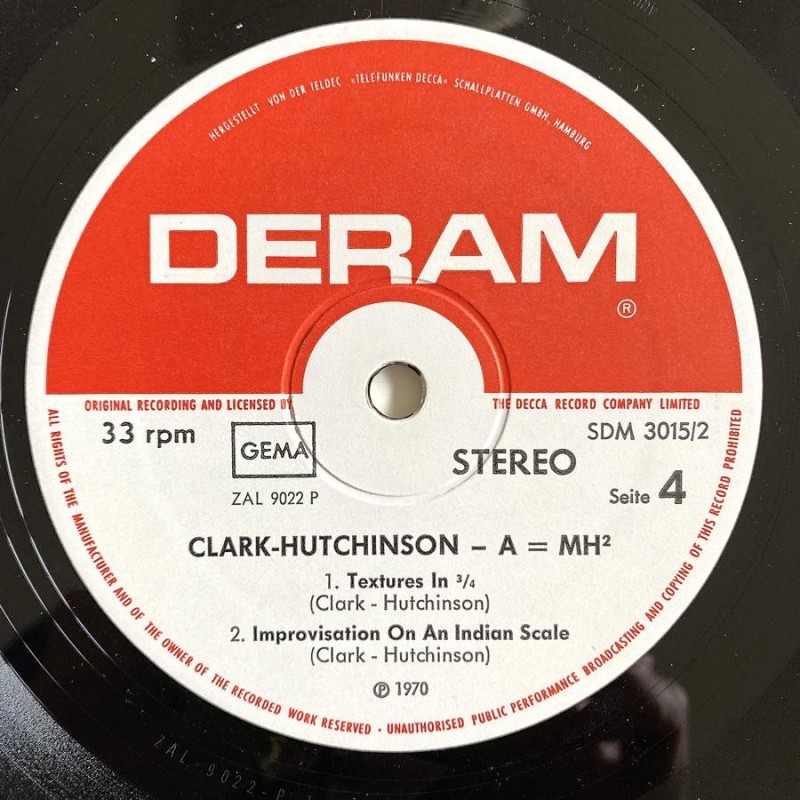 HERGESTELLT VON DER TELDEC »TELEFUNKEN DECCA« SCHALLPLATTEN GMBH, HAMBURG
DERAM
®
ORIGINAL RECORDING AND LICENSED BY THE DECCA RECORD COMPANY LIMITED
33 rpm
GEMA
STEREO
SDM 3015/2
ZAL 9022 P
Seite 4
CLARK-HUTCHINSON – A = MH²
1. Textures In ¾
(Clark - Hutchinson)
2. Improvisation On An Indian Scale
(Clark - Hutchinson)
℗ 1970
ALL RIGHTS OF THE MANUFACTURER AND OF THE OWNER OF THE RECORDED WORK RESERVED · UNAUTHORISED PUBLIC PERFORMANCE BROADCASTING AND COPYING OF THIS RECORD PROHIBITED
ZAL-9022-P